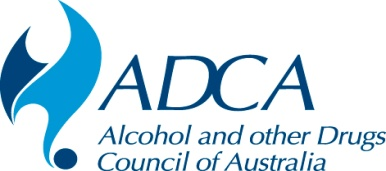 ADCA
Alcohol and other Drugs
Council of Australia